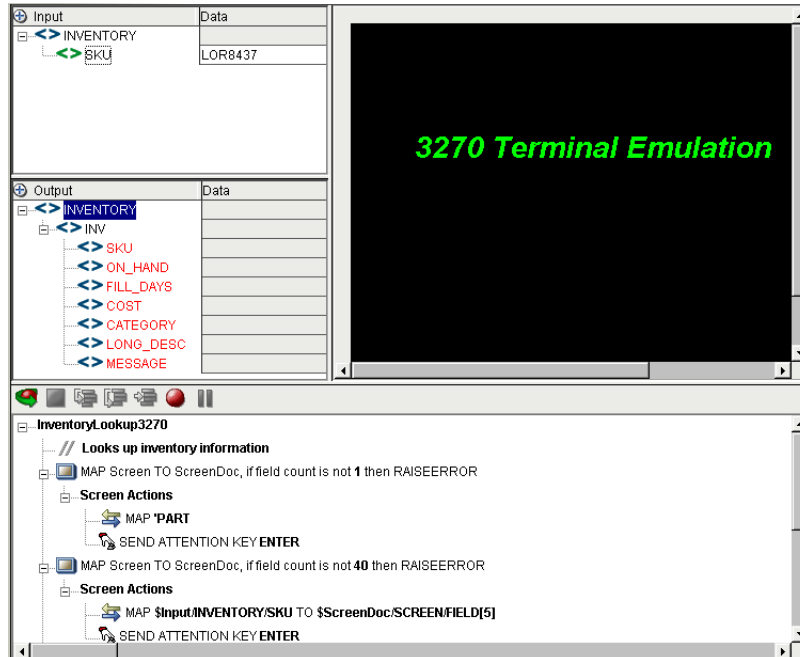 Input Data
INVENTORY
SKU LOR8437
3270 Terminal Emulation
Output Data
INVENTORY
INV
SKU
ON_HAND
FILL_DAYS
COST
CATEGORY
LONG_DESC
MESSAGE
InventoryLookup3270
// Looks up inventory information
MAP Screen TO ScreenDoc, if field count is not 1 then RAISEERROR
Screen Actions
MAP 'PART
SEND ATTENTION KEY ENTER
MAP Screen TO ScreenDoc, if field count is not 40 then RAISEERROR
Screen Actions
MAP $Input/INVENTORY/SKU TO $ScreenDoc/SCREEN/FIELD[5]
SEND ATTENTION KEY ENTER